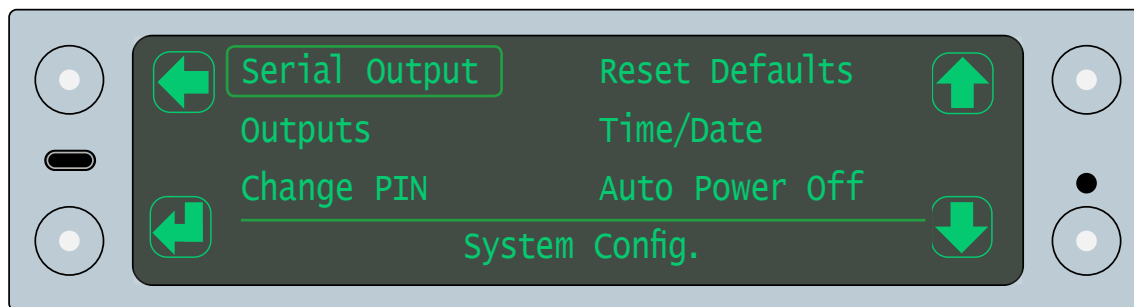 Serial Output Reset Defaults
Outputs Time/Date
Change PIN Auto Power Off
System Config.